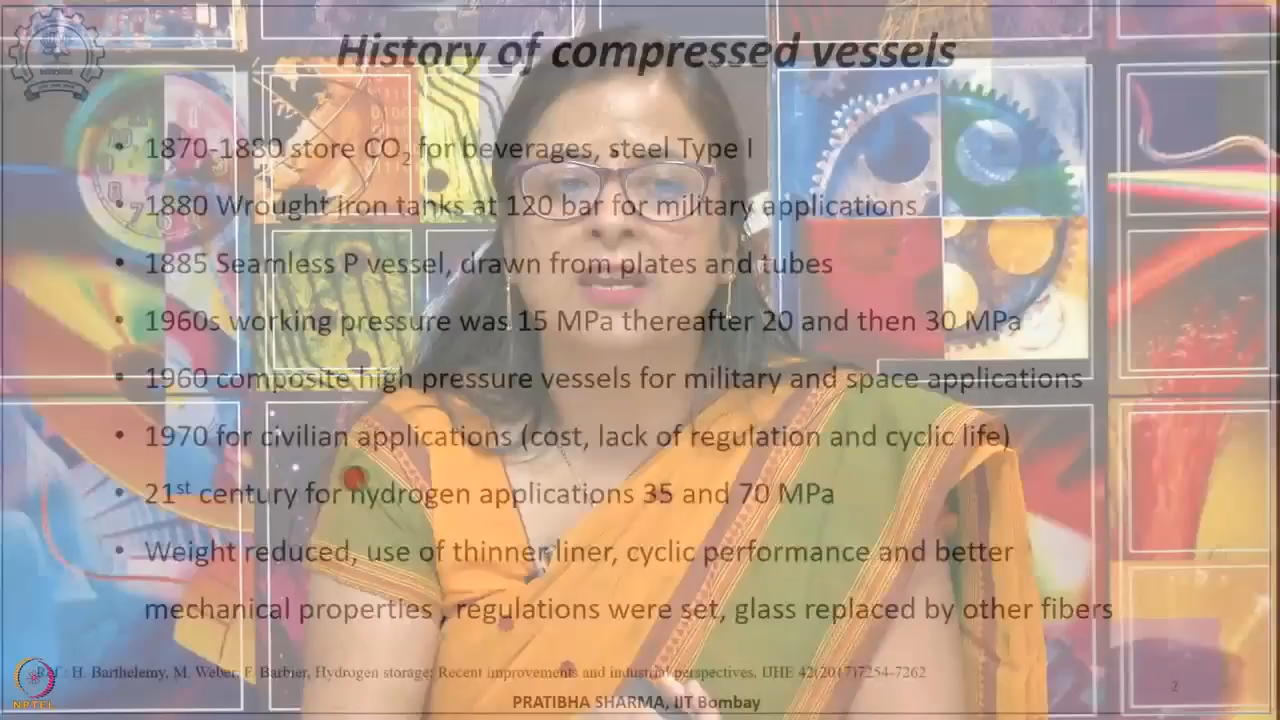 History of compressed vessels
• 1870-1880 store CO2 for beverages, steel Type I
• 1880 Wrought iron tanks at 120 bar for military applications
• 1885 Seamless P vessel, drawn from plates and tubes
• 1960s working pressure was 15 MPa thereafter 20 and then 30 MPa
• 1960 composite high pressure vessels for military and space applications
• 1970 for civilian applications (cost, lack of regulation and cyclic life)
• 21st century for hydrogen applications 35 and 70 MPa
• Weight reduced, use of thinner liner, cyclic performance and better
mechanical properties , regulations were set, glass replaced by other fibers
Ref.: H. Barthelemy, M. Weber, F. Barbier, Hydrogen storage: Recent improvements and industrial perspectives, IJHE 42(2017)7254-7262
2
NPTEL
PRATIBHA SHARMA, IIT Bombay